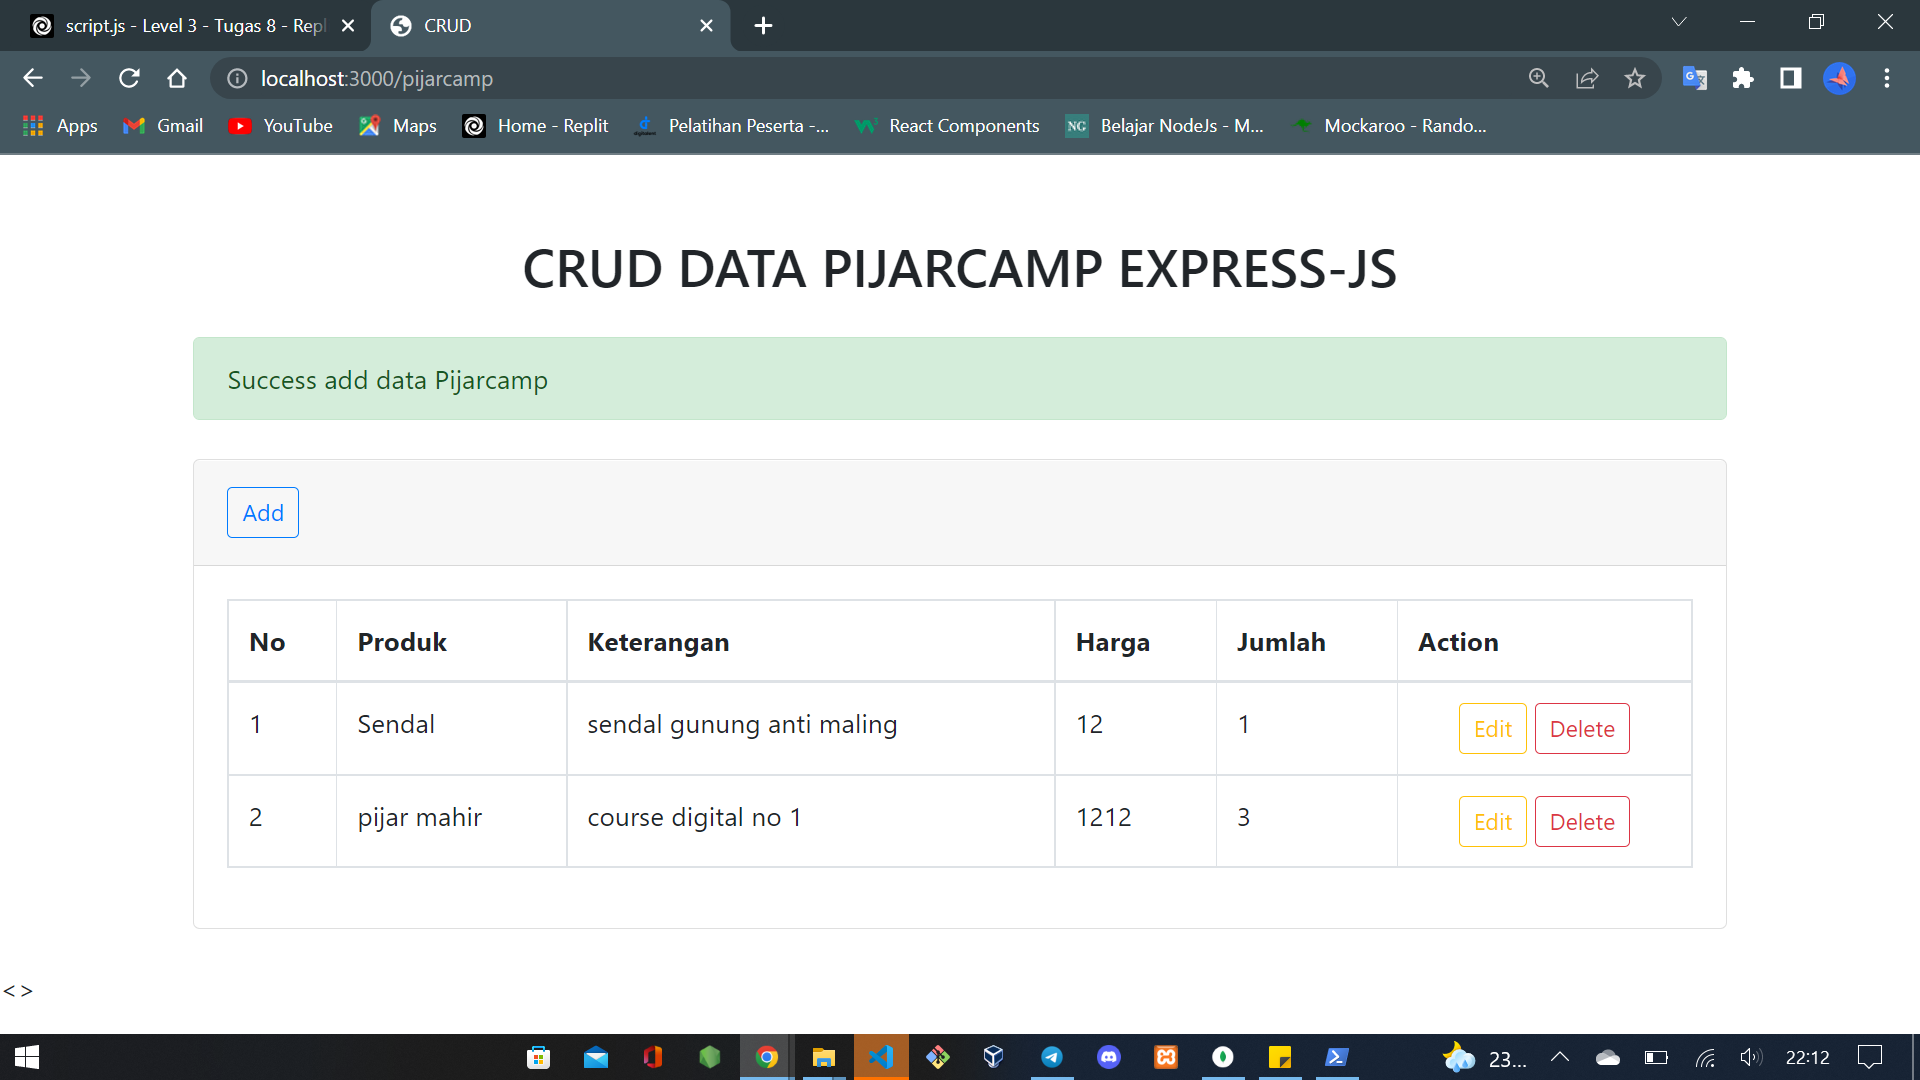 script.js - Level 3 - Tugas 8 - Repl
CRUD
localhost:3000/pijarcamp
Apps Gmail YouTube Maps Home - Replit Pelatihan Peserta -... React Components NG Belajar NodeJs - M... Mockaroo - Rando...
CRUD DATA PIJARCAMP EXPRESS-JS
Success add data Pijarcamp
Add
No Produk Keterangan Harga Jumlah Action
1 Sendal sendal gunung anti maling 12 1 Edit Delete
2 pijar mahir course digital no 1 1212 3 Edit Delete
< >
23... 22:12